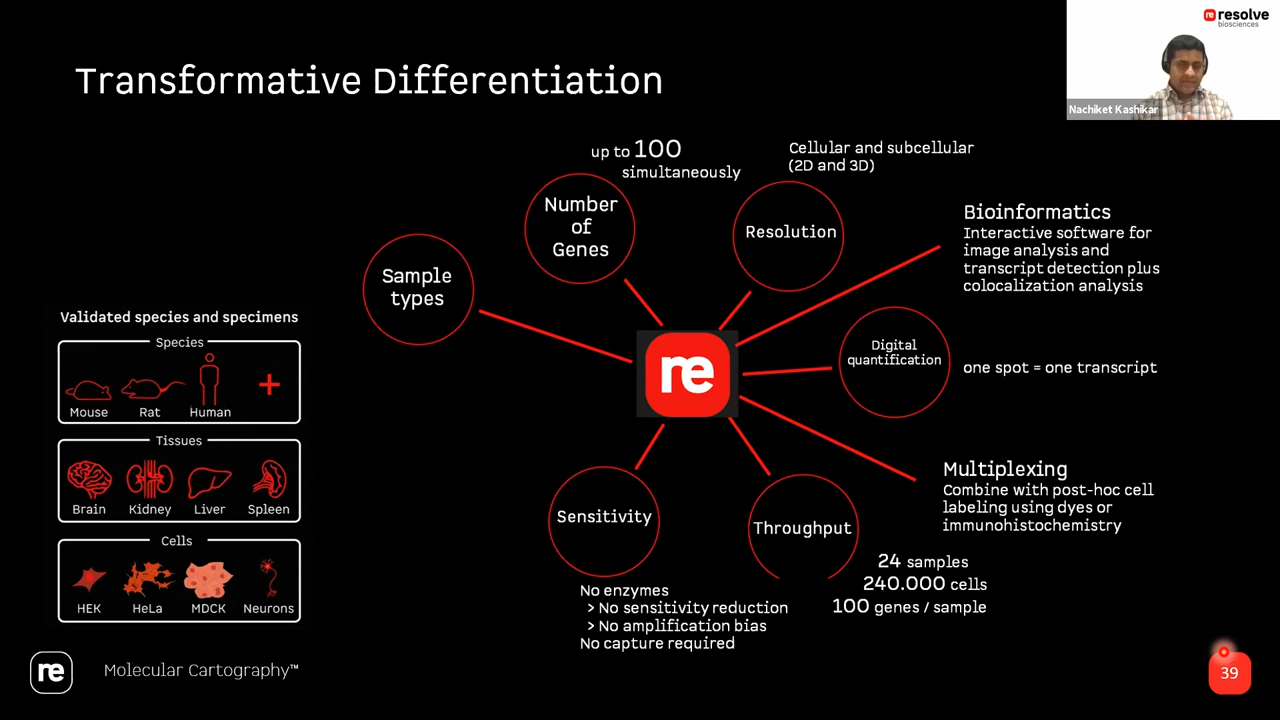 Transformative Differentiation
re resolve
biosciences
Nachiket Kashikar
up to 100
simultaneously
Number
of
Genes
Cellular and subcellular
(2D and 3D)
Resolution
Bioinformatics
Interactive software for
image analysis and
transcript detection plus
colocalization analysis
Sample
types
Digital
quantification
one spot = one transcript
re
Validated species and specimens
Species
Mouse Rat Human +
Tissues
Brain Kidney Liver Spleen
Cells
HEK HeLa MDCK Neurons
Multiplexing
Combine with post-hoc cell
labeling using dyes or
immunohistochemistry
Sensitivity
No enzymes
> No sensitivity reduction
> No amplification bias
No capture required
Throughput
24 samples
240.000 cells
100 genes / sample
re Molecular Cartography™
39